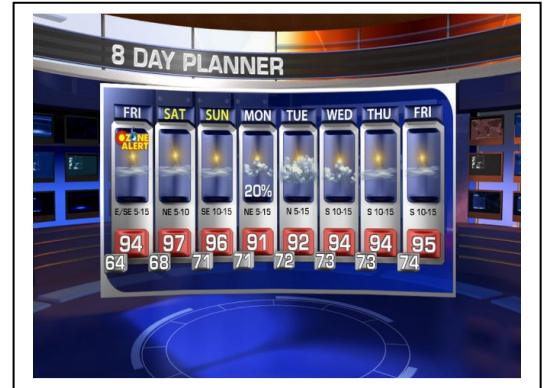 8 DAY PLANNER
FRI SAT SUN MON TUE WED THU FRI
OZONE
ALERT
20%
E/SE 5-15 NE 5-10 SE 10-15 NE 5-15 N 5-15 S 10-15 S 10-15 S 10-15
94 97 96 91 92 94 94 95
64 68 71 71 72 73 73 74